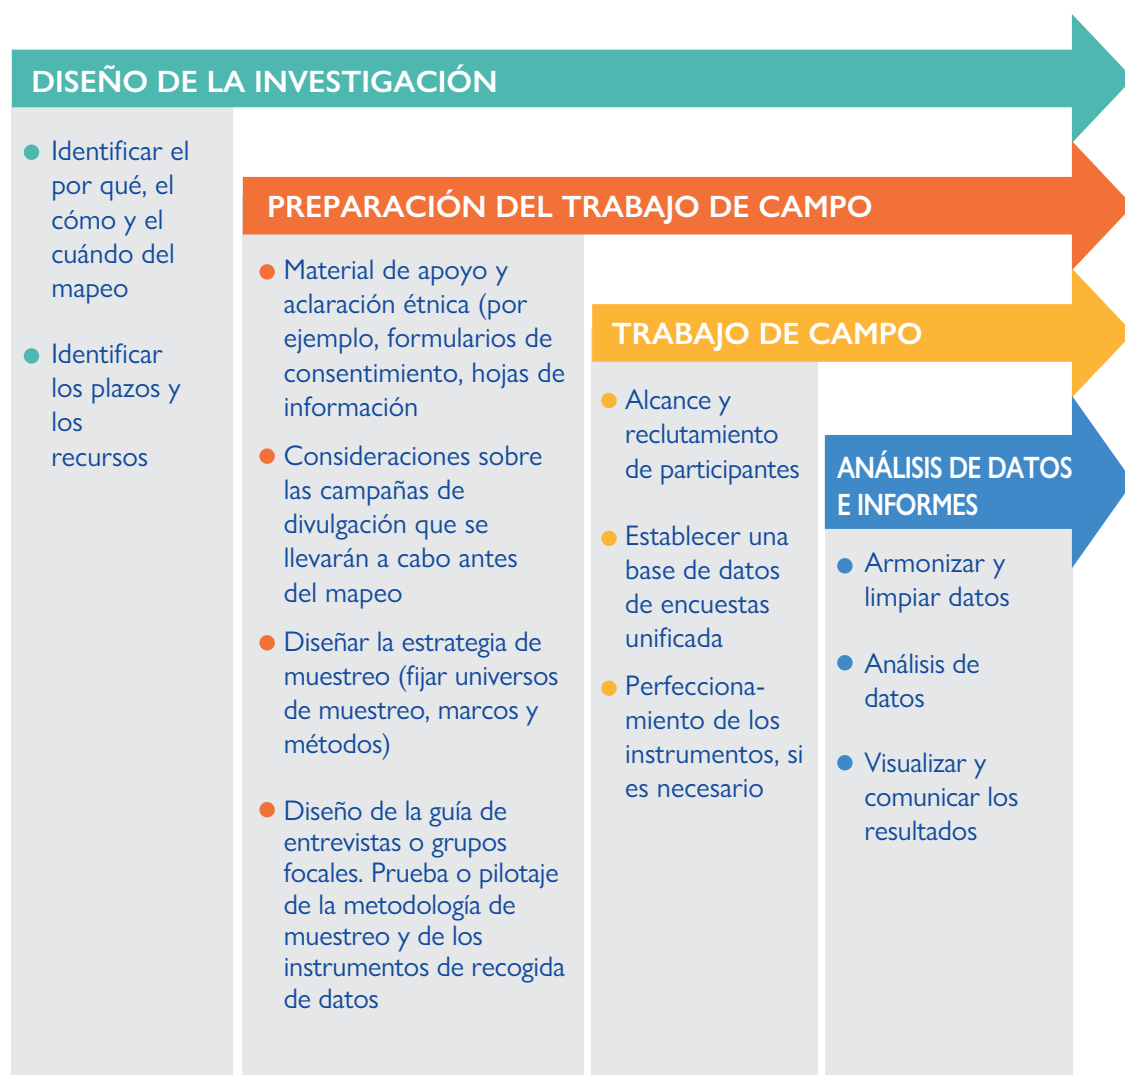 DISEÑO DE LA INVESTIGACIÓN
Identificar el
por qué, el
cómo y el
cuándo del
mapeo
Identificar
los plazos y
los
recursos
PREPARACIÓN DEL TRABAJO DE CAMPO
Material de apoyo y
aclaración étnica (por
ejemplo, formularios de
consentimiento, hojas de
información
Consideraciones sobre
las campañas de
divulgación que se
llevarán a cabo antes
del mapeo
Diseñar la estrategia de
muestreo (fijar universos
de muestreo, marcos y
métodos)
Diseño de la guía de
entrevistas o grupos
focales. Prueba o pilotaje
de la metodología de
muestreo y de los
instrumentos de recogida
de datos
TRABAJO DE CAMPO
Alcance y
reclutamiento
de participantes
Establecer una
base de datos
de encuestas
unificada
Perfecciona-
miento de los
instrumentos, si
es necesario
ANÁLISIS DE DATOS
E INFORMES
Armonizar y
limpiar datos
Análisis de
datos
Visualizar y
comunicar los
resultados